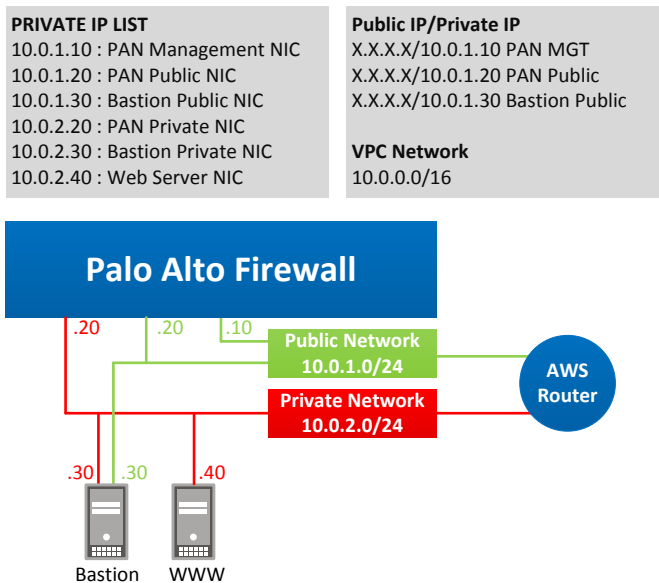 PRIVATE IP LIST
10.0.1.10 : PAN Management NIC
10.0.1.20 : PAN Public NIC
10.0.1.30 : Bastion Public NIC
10.0.2.20 : PAN Private NIC
10.0.2.30 : Bastion Private NIC
10.0.2.40 : Web Server NIC
Public IP/Private IP
X.X.X.X/10.0.1.10 PAN MGT
X.X.X.X/10.0.1.20 PAN Public
X.X.X.X/10.0.1.30 Bastion Public
VPC Network
10.0.0.0/16
Palo Alto Firewall
.20
.20
.10
Public Network
10.0.1.0/24
Private Network
10.0.2.0/24
AWS
Router
.30
.30
.40
Bastion
WWW